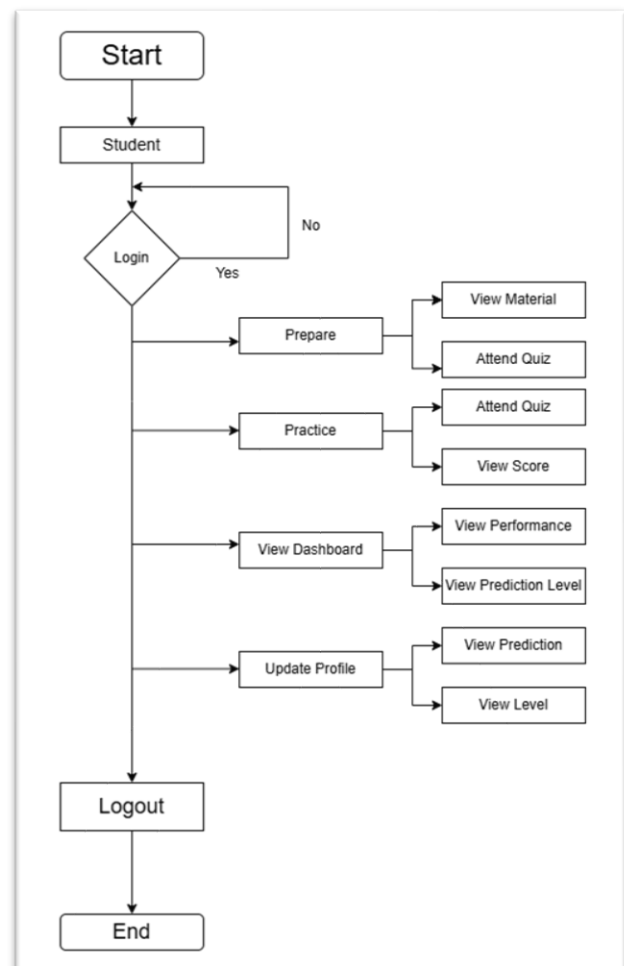 Start
Student
No
Login
Yes
View Material
Prepare
Attend Quiz
Attend Quiz
Practice
View Score
View Performance
View Dashboard
View Prediction Level
View Prediction
Update Profile
View Level
Logout
End